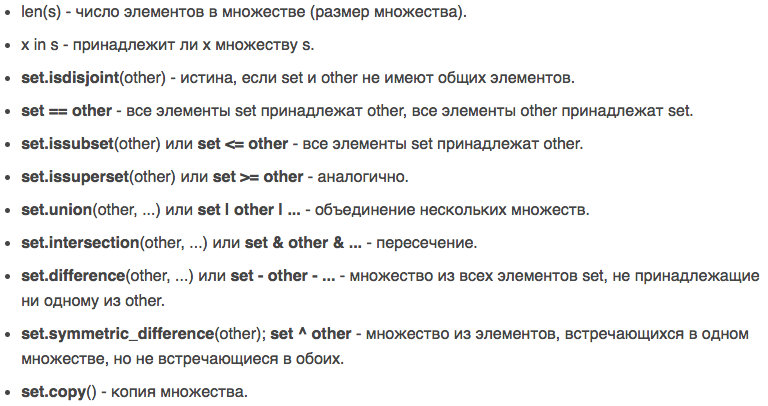 • len(s) - число элементов в множестве (размер множества).
• x in s - принадлежит ли x множеству s.
• set.isdisjoint(other) - истина, если set и other не имеют общих элементов.
• set == other - все элементы set принадлежат other, все элементы other принадлежат set.
• set.issubset(other) или set <= other - все элементы set принадлежат other.
• set.issuperset(other) или set >= other - аналогично.
• set.union(other, ...) или set | other | ... - объединение нескольких множеств.
• set.intersection(other, ...) или set & other & ... - пересечение.
• set.difference(other, ...) или set - other - ... - множество из всех элементов set, не принадлежащие
ни одному из other.
• set.symmetric_difference(other); set ^ other - множество из элементов, встречающихся в одном
множестве, но не встречающиеся в обоих.
• set.copy() - копия множества.